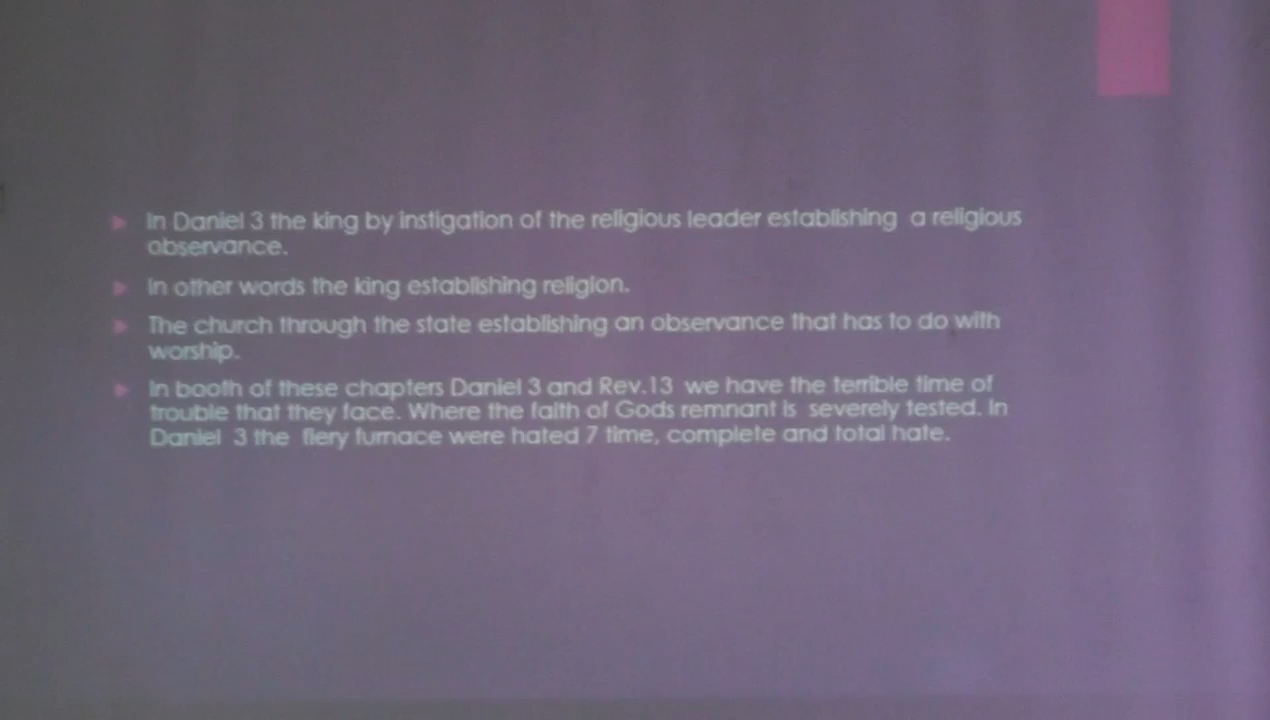 In Daniel 3 the king by instigation of the religious leader establishing a religious
observance.
In other words the king establishing religion.
The church through the state establishing an observance that has to do with
worship.
In booth of these chapters Daniel 3 and Rev.13 we have the terrible time of
trouble that they face. Where the faith of Gods remnant is severely tested. In
Daniel 3 the fiery furnace were hated 7 time, complete and total hate.